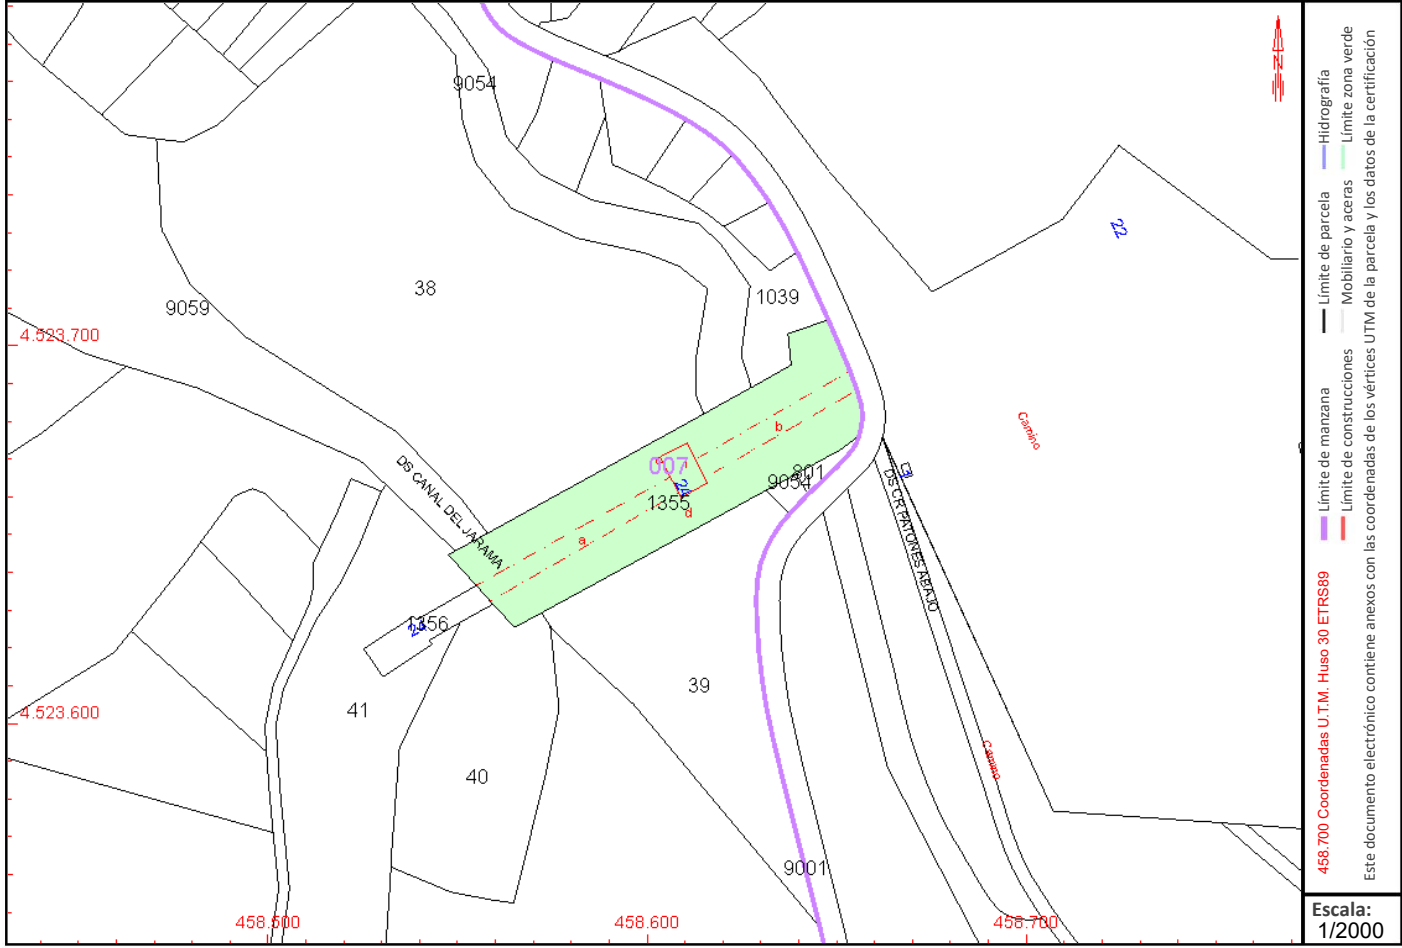 9054
22
38
1039
9059
4.523.700
Camino
b
007
e
801
9054
24
1355
d
DS CANAL DEL JARAMA
DS CR PATONES ABAJO
a
1356
24
39
41
4.523.600
Camino
40
9001
458.500
458.600
458.700
N
458.700 Coordenadas U.T.M. Huso 30 ETRS89
Límite de manzana
Límite de parcela
Hidrografía
Límite de construcciones
Mobiliario y aceras
Límite zona verde
Este documento electrónico contiene anexos con las coordenadas de los vértices UTM de la parcela y los datos de la certificación
Escala:
1/2000